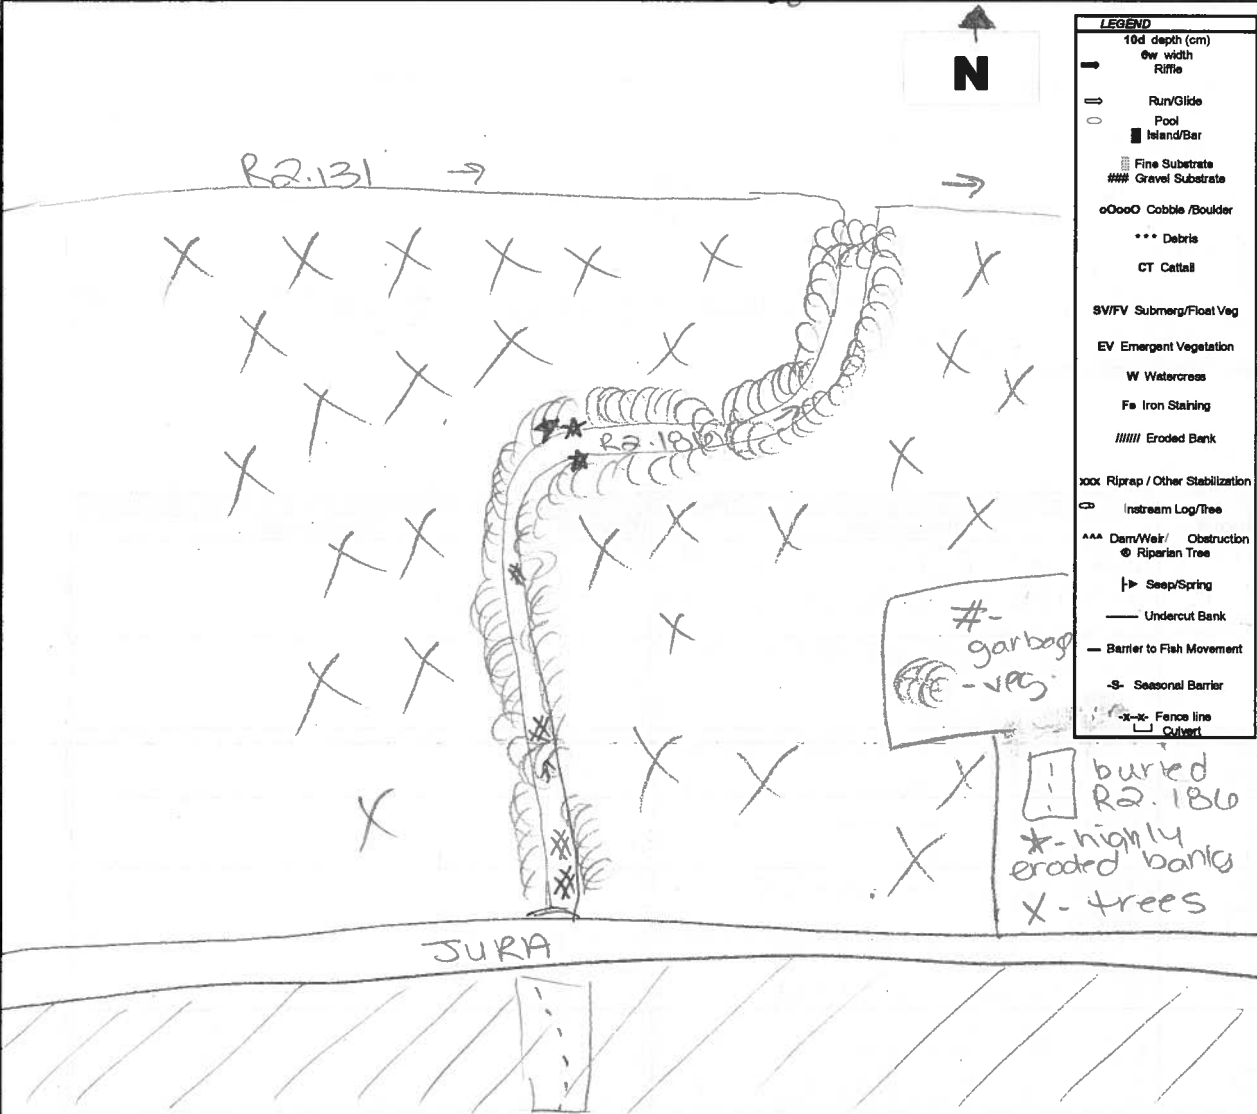 N
R2.131
R2.186
JURA
LEGEND
10d depth (cm)
6w width
Riffle
Run/Glide
Pool
Island/Bar
Fine Substrate
### Gravel Substrate
oOooO Cobble /Boulder
*** Debris
CT Cattail
SV/FV Submerg/Float Veg
EV Emergent Vegetation
W Watercress
Fe Iron Staining
/////// Eroded Bank
xxx Riprap / Other Stabilization
Instream Log/Tree
^^^ Dam/Weir/ Obstruction
Riparian Tree
Seep/Spring
Undercut Bank
Barrier to Fish Movement
-S- Seasonal Barrier
-x-x- Fence line
Culvert
#-
garbag
- veg.
buried
R2.186
*- highly
eroded banks
X - trees